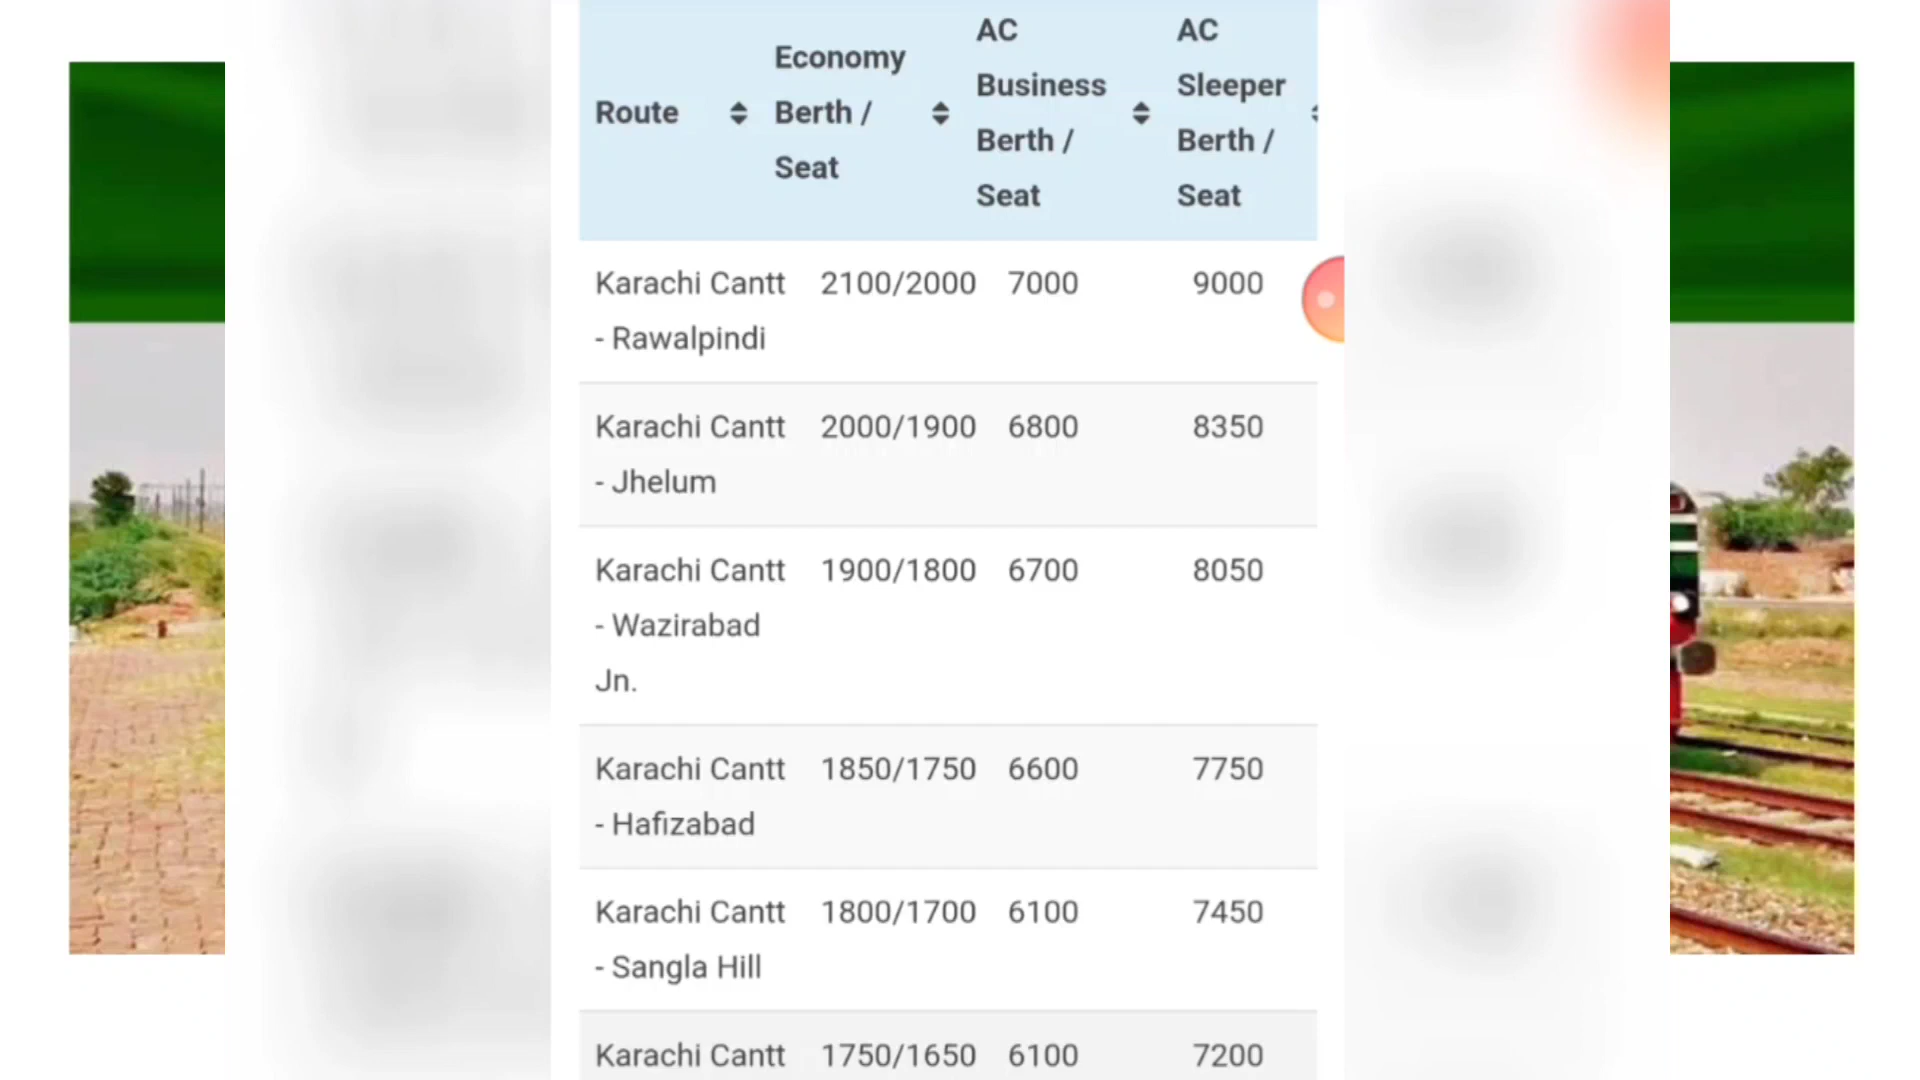 Route Economy Berth / Seat AC Business Berth / Seat AC Sleeper Berth / Seat
Karachi Cantt - Rawalpindi 2100/2000 7000 9000
Karachi Cantt - Jhelum 2000/1900 6800 8350
Karachi Cantt - Wazirabad Jn. 1900/1800 6700 8050
Karachi Cantt - Hafizabad 1850/1750 6600 7750
Karachi Cantt - Sangla Hill 1800/1700 6100 7450
Karachi Cantt 1750/1650 6100 7200